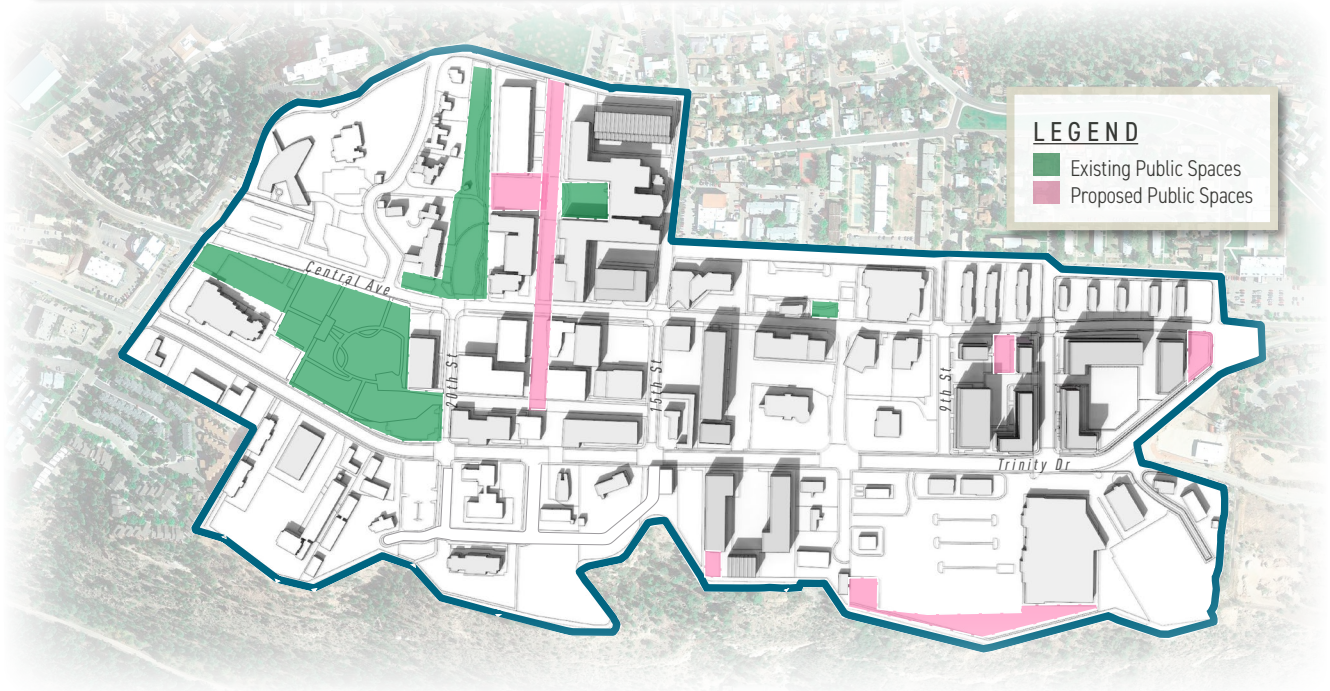 LEGEND
Existing Public Spaces
Proposed Public Spaces
Central Ave
20th St
15th St
9th St
Trinity Dr